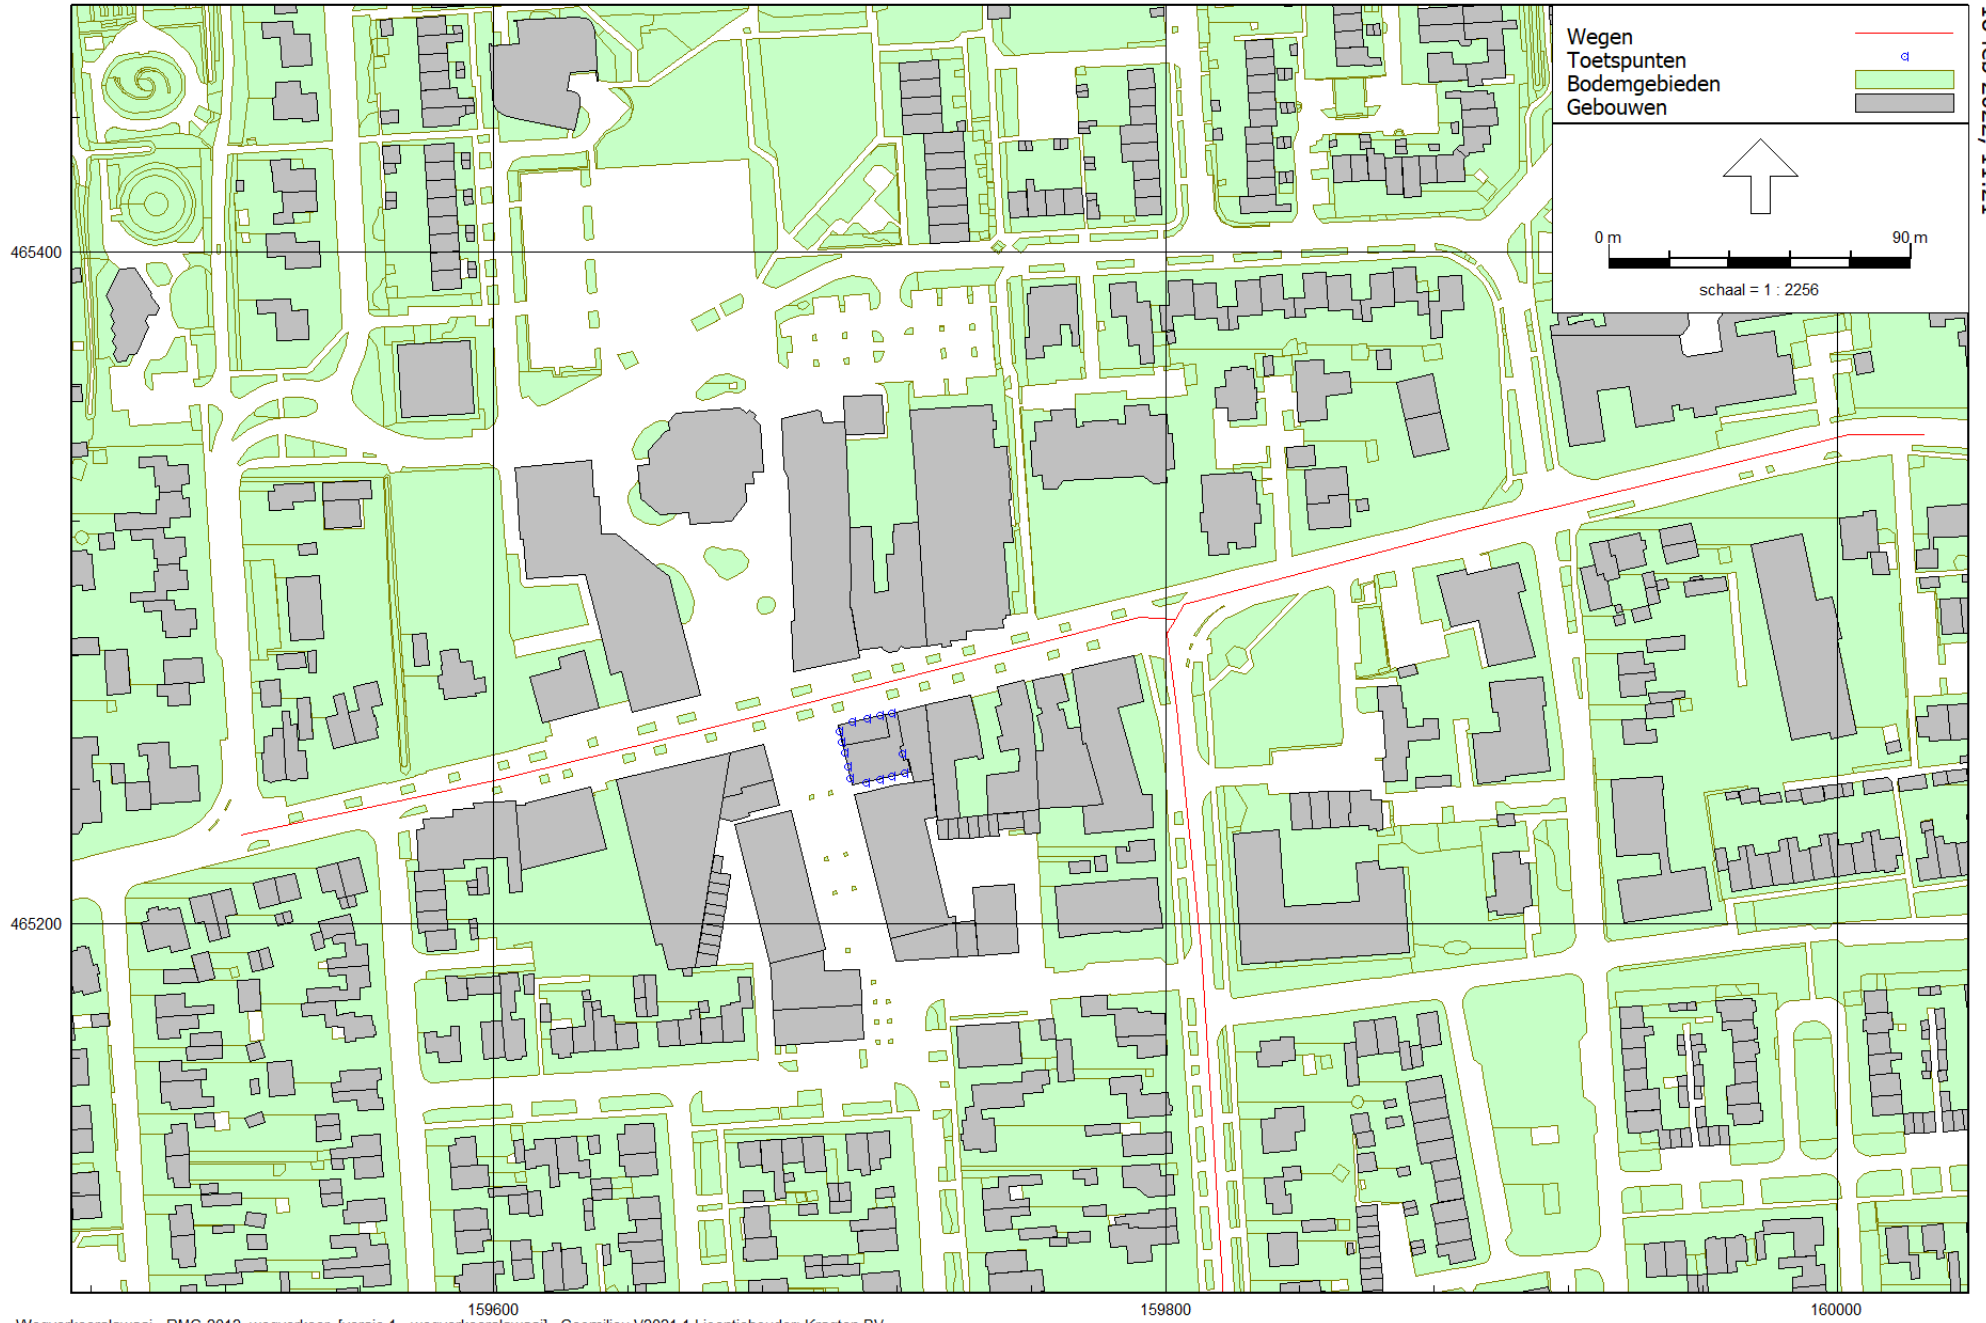 Wegen
Toetspunten
Bodemgebieden
Gebouwen
0 m 90 m
schaal = 1 : 2256
465400
465200
159600 159800 160000